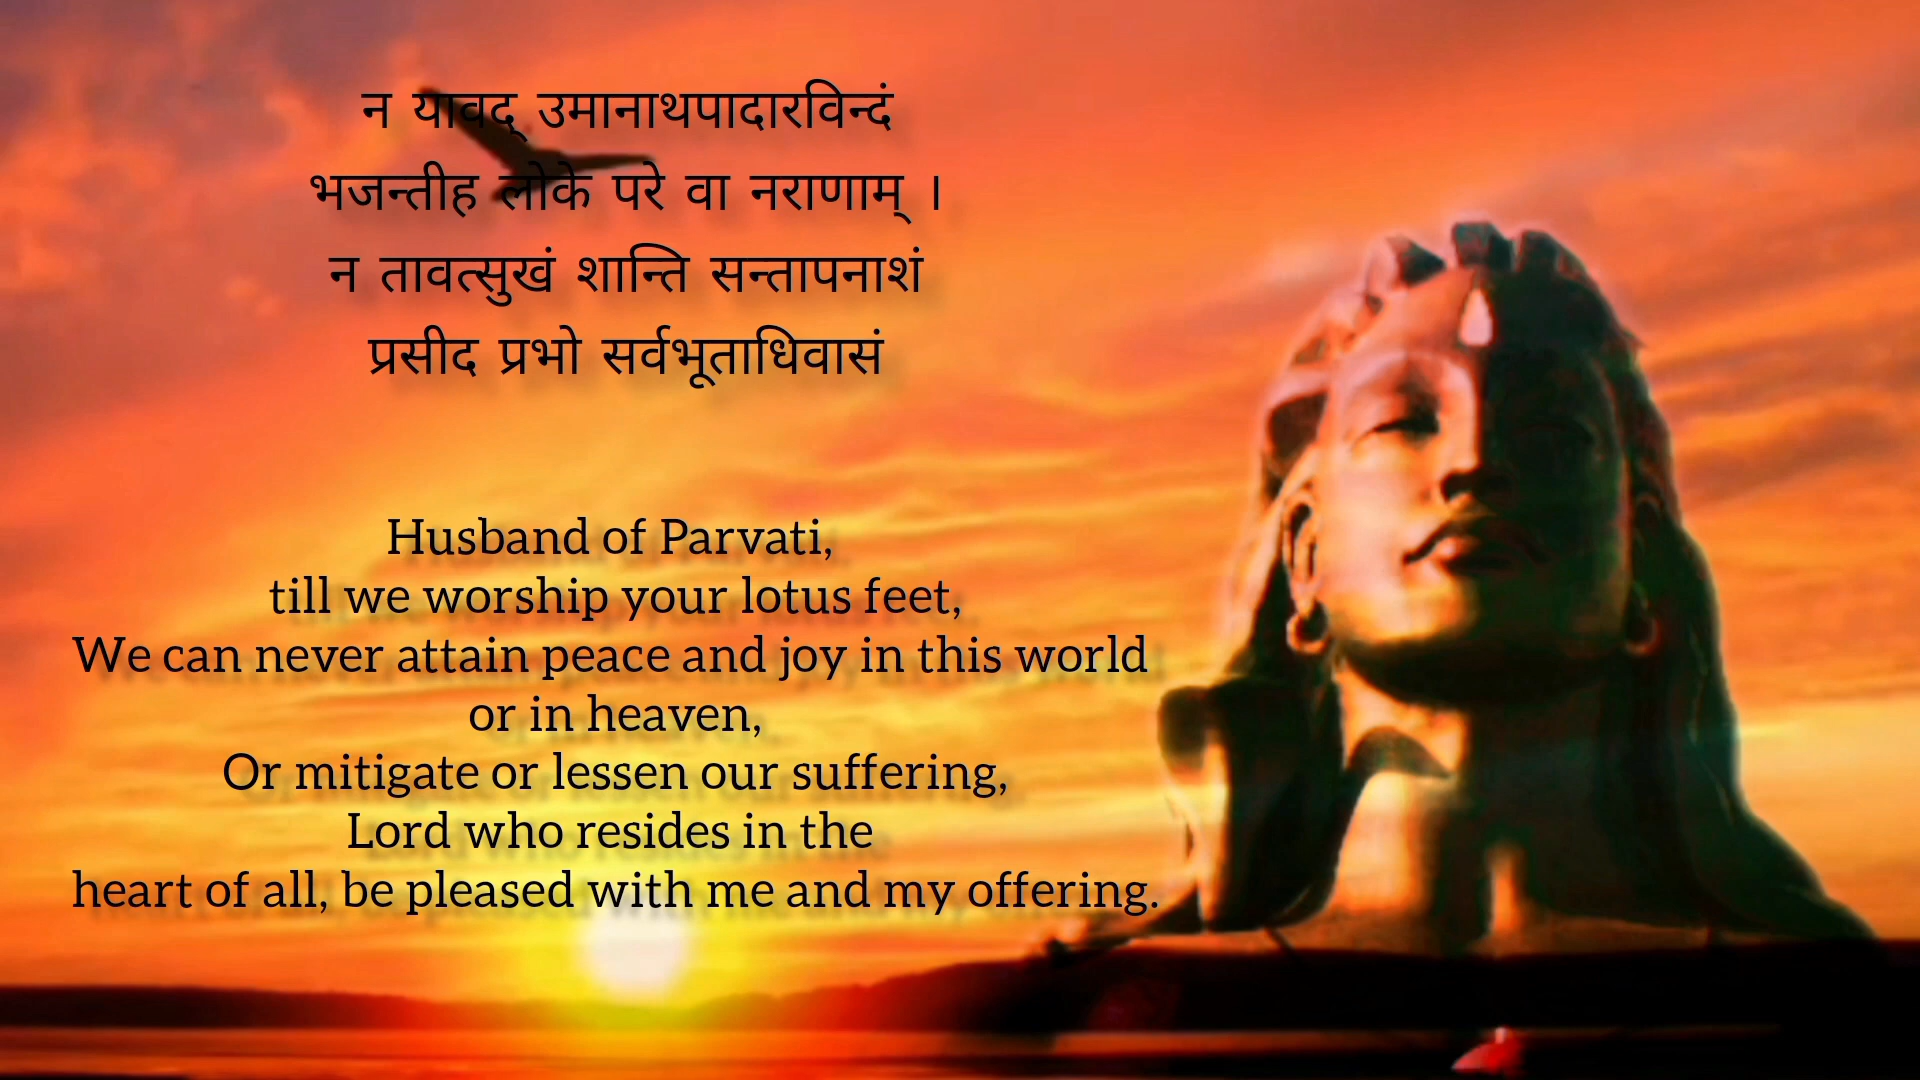 न यावद् उमानाथपादारविन्दं
भजन्तीह लोके परे वा नराणाम् ।
न तावत्सुखं शान्ति सन्तापनाशं
प्रसीद प्रभो सर्वभूताधिवासं
Husband of Parvati,
till we worship your lotus feet,
We can never attain peace and joy in this world
or in heaven,
Or mitigate or lessen our suffering,
Lord who resides in the
heart of all, be pleased with me and my offering.